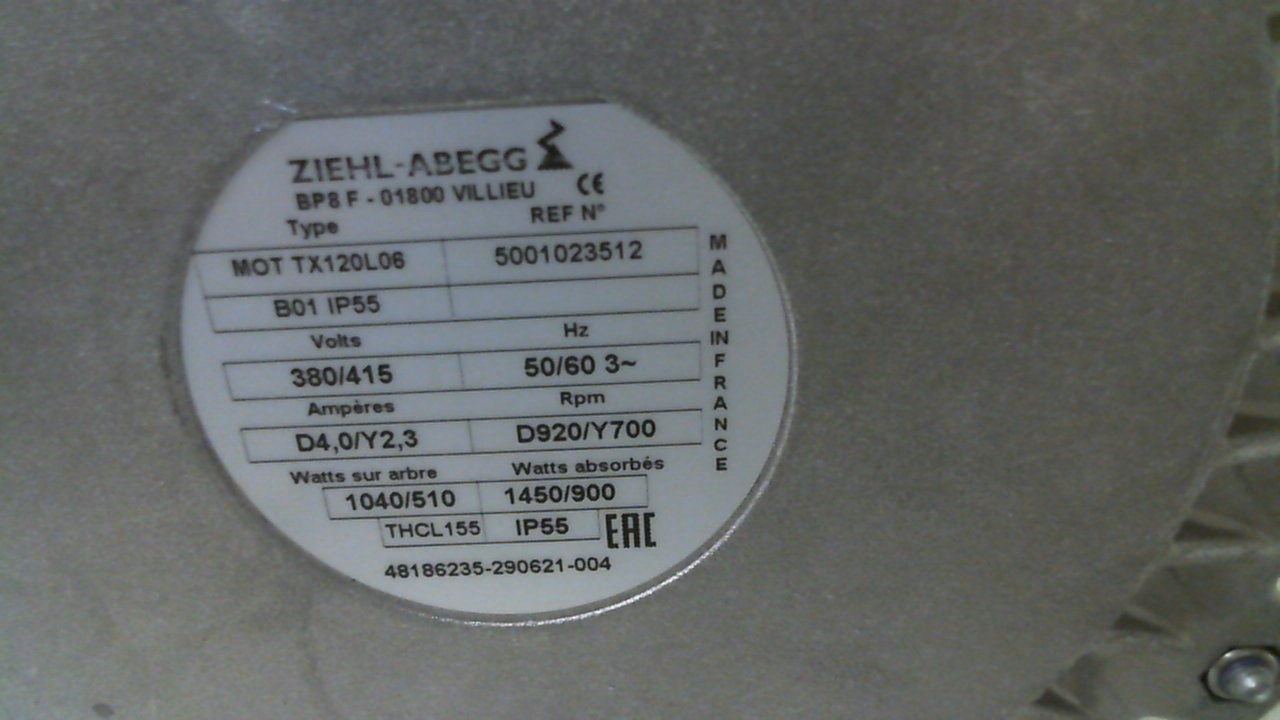 ZIEHL-ABEGG
BP8 F - 01800 VILLIEU CE
Type REF N°
MOT TX120L06 5001023512
B01 IP55
Volts Hz
380/415 50/60 3~
Ampères Rpm
D4,0/Y2,3 D920/Y700
Watts sur arbre Watts absorbés
1040/510 1450/900
THCL155 IP55 EAC
48186235-290621-004
MADE IN FRANCE